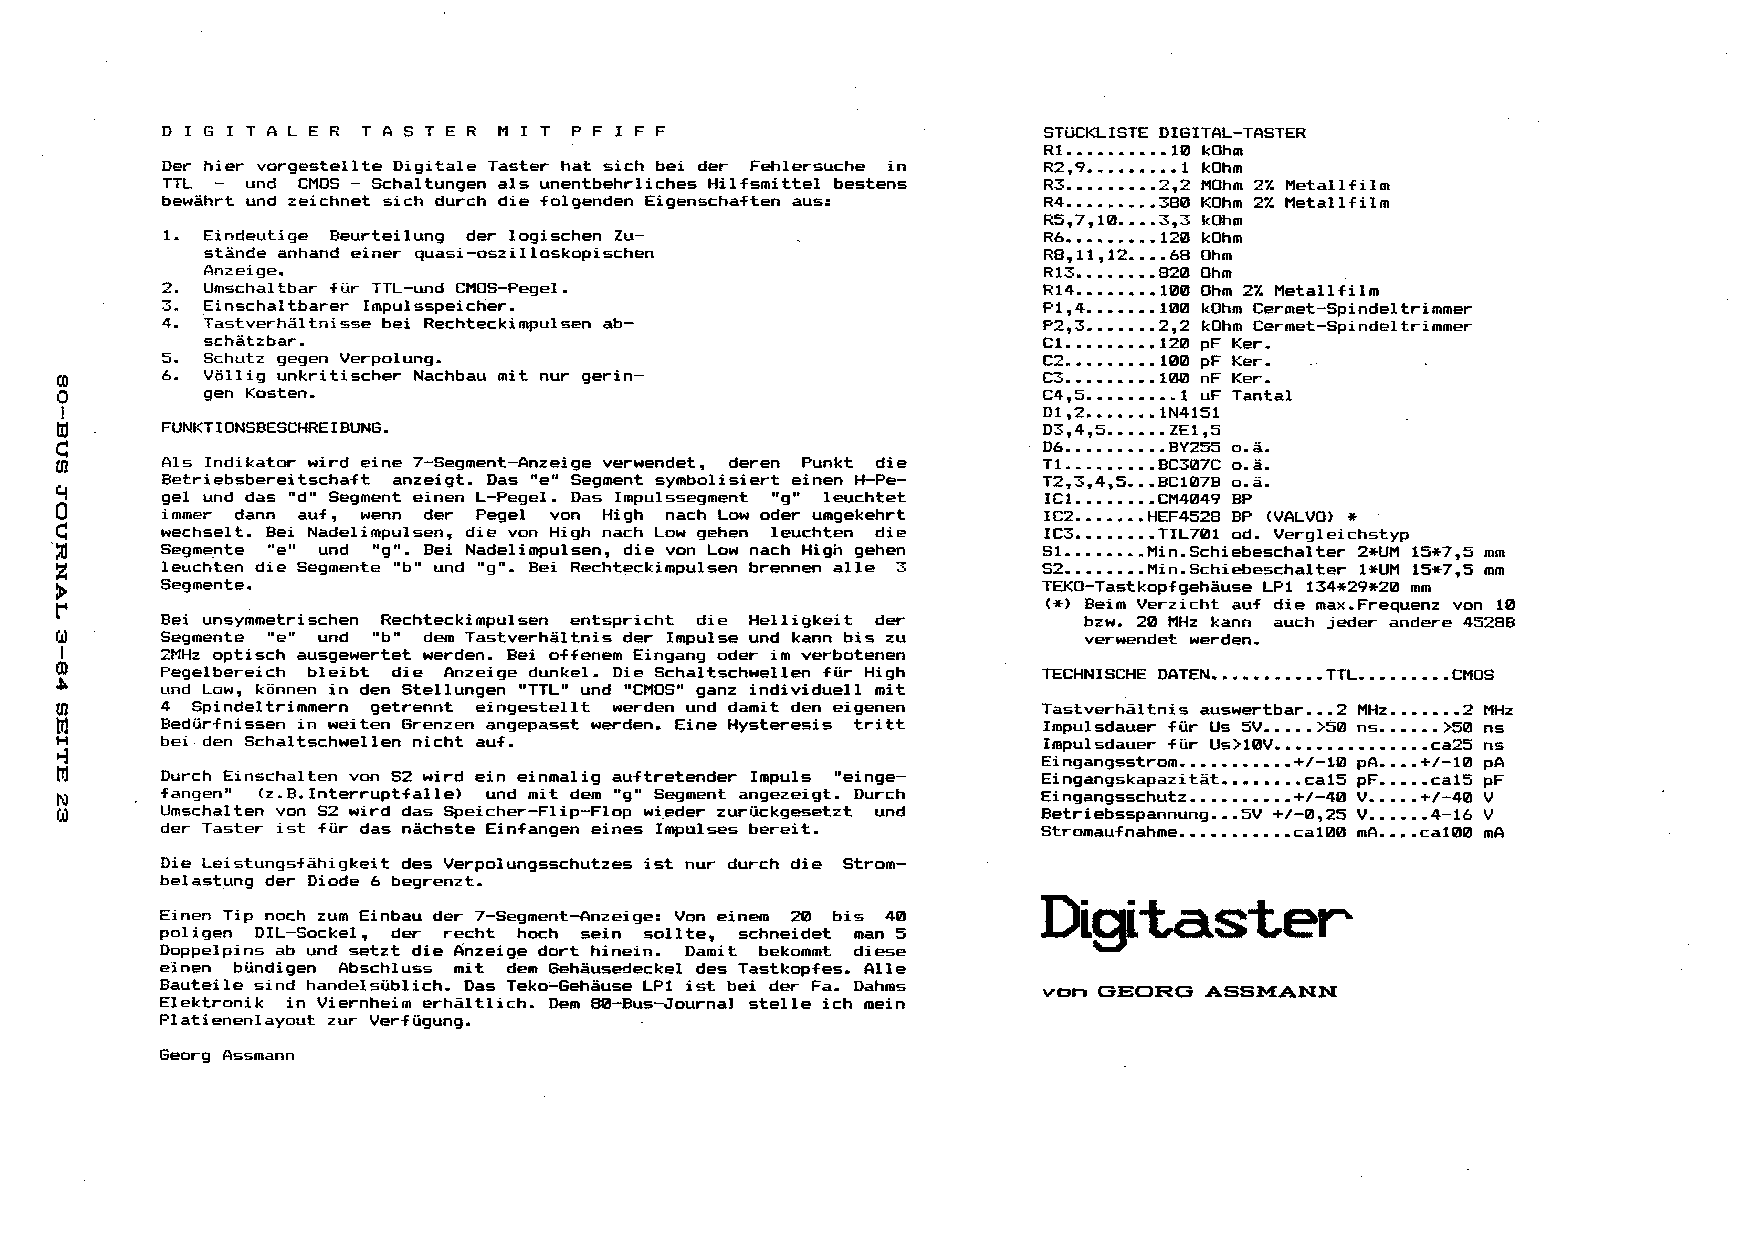 D I G I T A L E R  T A S T E R  M I T  P F I F F
Der hier vorgestellte Digitale Taster hat sich bei der Fehlersuche in
TTL - und CMOS - Schaltungen als unentbehrliches Hilfsmittel bestens
bewährt und zeichnet sich durch die folgenden Eigenschaften aus:
1. Eindeutige Beurteilung der logischen Zu-
stände anhand einer quasi-oszilloskopischen
Anzeige.
2. Umschaltbar für TTL-und CMOS-Pegel.
3. Einschaltbarer Impulsspeicher.
4. Tastverhältnisse bei Rechteckimpulsen ab-
schätzbar.
5. Schutz gegen Verpolung.
6. Völlig unkritischer Nachbau mit nur gerin-
gen Kosten.
FUNKTIONSBESCHREIBUNG.
Als Indikator wird eine 7-Segment-Anzeige verwendet, deren Punkt die
Betriebsbereitschaft anzeigt. Das "e" Segment symbolisiert einen H-Pe-
gel und das "d" Segment einen L-Pegel. Das Impulssegment "g" leuchtet
immer dann auf, wenn der Pegel von High nach Low oder umgekehrt
wechselt. Bei Nadelimpulsen, die von High nach Low gehen leuchten die
Segmente "e" und "g". Bei Nadelimpulsen, die von Low nach High gehen
leuchten die Segmente "b" und "g". Bei Rechteckimpulsen brennen alle 3
Segmente.
Bei unsymmetrischen Rechteckimpulsen entspricht die Helligkeit der
Segmente "e" und "b" dem Tastverhältnis der Impulse und kann bis zu
2MHz optisch ausgewertet werden. Bei offenem Eingang oder im verbotenen
Pegelbereich bleibt die Anzeige dunkel. Die Schaltschwellen für High
und Low, können in den Stellungen "TTL" und "CMOS" ganz individuell mit
4 Spindeltrimmern getrennt eingestellt werden und damit den eigenen
Bedürfnissen in weiten Grenzen angepasst werden. Eine Hysteresis tritt
bei den Schaltschwellen nicht auf.
Durch Einschalten von S2 wird ein einmalig auftretender Impuls "einge-
fangen" (z.B.Interruptfalle) und mit dem "g" Segment angezeigt. Durch
Umschalten von S2 wird das Speicher-Flip-Flop wieder zurückgesetzt und
der Taster ist für das nächste Einfangen eines Impulses bereit.
Die Leistungsfähigkeit des Verpolungsschutzes ist nur durch die Strom-
belastung der Diode 6 begrenzt.
Einen Tip noch zum Einbau der 7-Segment-Anzeige: Von einem 20 bis 40
poligen DIL-Sockel, der recht hoch sein sollte, schneidet man 5
Doppelpins ab und setzt die Anzeige dort hinein. Damit bekommt diese
einen bündigen Abschluss mit dem Gehäusedeckel des Tastkopfes. Alle
Bauteile sind handelsüblich. Das Teko-Gehäuse LP1 ist bei der Fa. Dahms
Elektronik in Viernheim erhältlich. Dem 80-Bus-Journal stelle ich mein
Platienenlayout zur Verfügung.
Georg Assmann
STÜCKLISTE DIGITAL-TASTER
R1..........10 kOhm
R2,9.........1 kOhm
R3.........2,2 MOhm 2% Metallfilm
R4.........380 KOhm 2% Metallfilm
R5,7,10....3,3 kOhm
R6.........120 kOhm
R8,11,12....68 Ohm
R13........820 Ohm
R14........100 Ohm 2% Metallfilm
P1,4.......100 kOhm Cermet-Spindeltrimmer
P2,3.......2,2 kOhm Cermet-Spindeltrimmer
C1.........120 pF Ker.
C2.........100 pF Ker.
C3.........100 nF Ker.
C4,5.........1 uF Tantal
D1,2.......1N4151
D3,4,5......ZE1,5
D6..........BY255 o.ä.
T1.........BC307C o.ä.
T2,3,4,5...BC107B o.ä.
IC1........CM4049 BP
IC2.......HEF4528 BP (VALVO) *
IC3........TIL701 od. Vergleichstyp
S1........Min.Schiebeschalter 2*UM 15*7,5 mm
S2........Min.Schiebeschalter 1*UM 15*7,5 mm
TEKO-Tastkopfgehäuse LP1 134*29*20 mm
(*) Beim Verzicht auf die max.Frequenz von 10
bzw. 20 MHz kann auch jeder andere 4528B
verwendet werden.
TECHNISCHE DATEN...........TTL.........CMOS
Tastverhältnis auswertbar...2 MHz.......2 MHz
Impulsdauer für Us 5V.....>50 ns......>50 ns
Impulsdauer für Us>10V...............ca25 ns
Eingangsstrom...........+/-10 pA....+/-10 pA
Eingangskapazität........ca15 pF.....ca15 pF
Eingangsschutz..........+/-40 V.....+/-40 V
Betriebsspannung...5V +/-0,25 V......4-16 V
Stromaufnahme...........ca100 mA....ca100 mA
Digitaster
von GEORG ASSMANN
80-BUS JOURNAL 3-84 SEITE 23